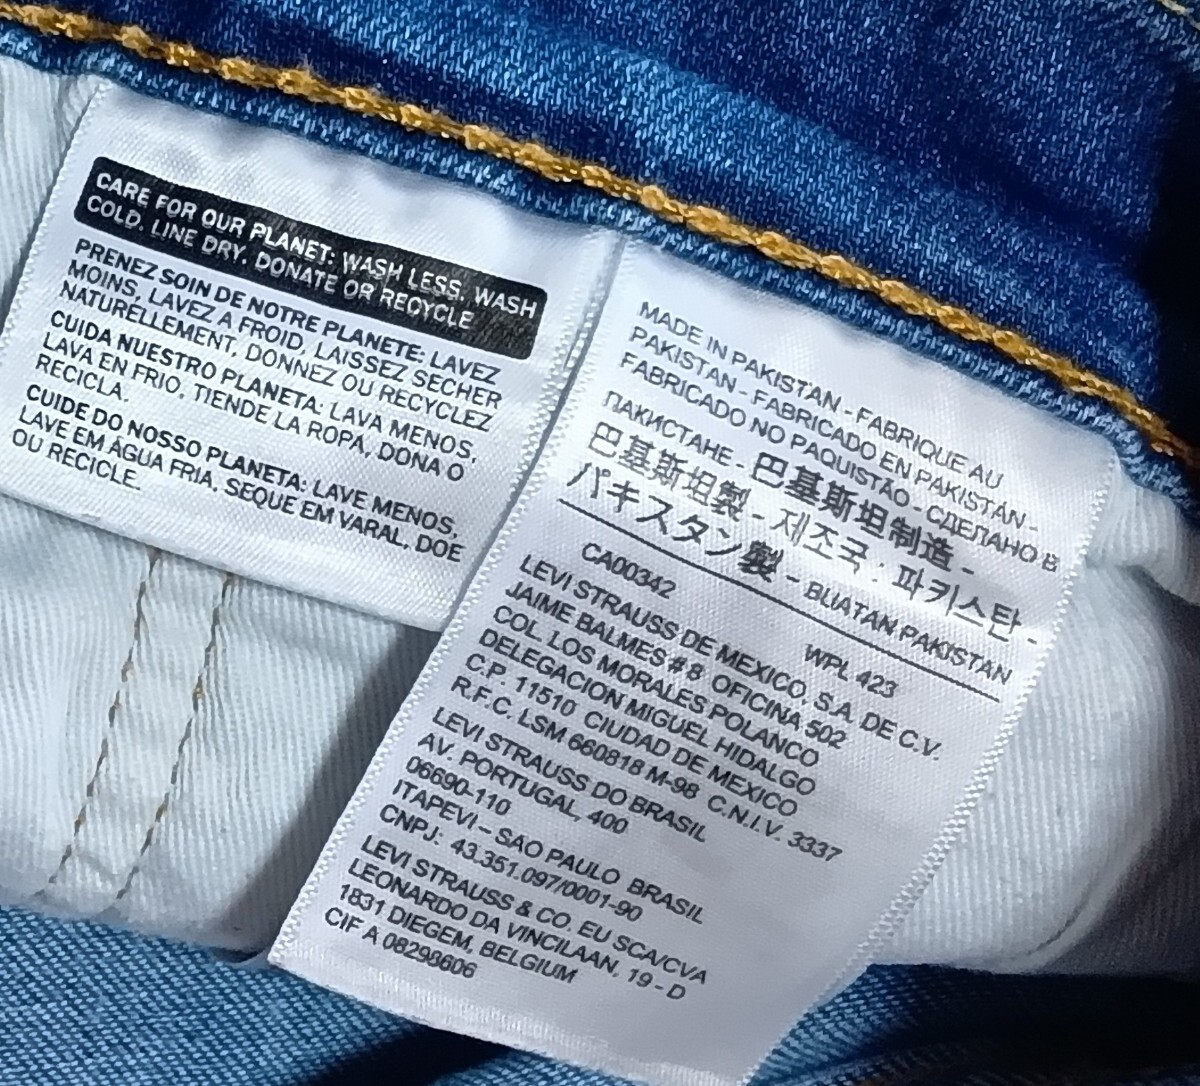 CARE FOR OUR PLANET: WASH LESS, WASH
COLD, LINE DRY, DONATE OR RECYCLE
PRENEZ SOIN DE NOTRE PLANETE: LAVEZ
MOINS, LAVEZ A FROID, LAISSEZ SECHER
NATURELLEMENT, DONNEZ OU RECYCLEZ
CUIDA NUESTRO PLANETA: LAVA MENOS,
LAVA EN FRIO, TIENDE LA ROPA, DONA O
RECICLA.
CUIDE DO NOSSO PLANETA: LAVE MENOS,
LAVE EM ÁGUA FRIA, SEQUE EM VARAL, DOE
OU RECICLE.
MADE IN PAKISTAN - FABRIQUE AU
PAKISTAN - FABRICADO EN PAKISTÁN -
FABRICADO NO PAQUISTÃO - СДЕЛАНО В
ПАКИСТАНЕ - 巴基斯坦制造 -
巴基斯坦製 - 제조국 : 파키스탄 -
パキスタン製 - BUATAN PAKISTAN
CA00342 WPL 423
LEVI STRAUSS DE MEXICO, S.A. DE C.V.
JAIME BALMES # 8 OFICINA 502
COL. LOS MORALES POLANCO
DELEGACION MIGUEL HIDALGO
C.P. 11510 CIUDAD DE MEXICO
R.F.C. LSM 660818 M-98 C.N.I.V. 3337
LEVI STRAUSS DO BRASIL
AV. PORTUGAL, 400
06690-110
ITAPEVI – SAO PAULO BRASIL
CNPJ: 43.351.097/0001-90
LEVI STRAUSS & CO. EU SCA/CVA
LEONARDO DA VINCILAAN, 19 - D
1831 DIEGEM, BELGIUM
CIF A 08298606